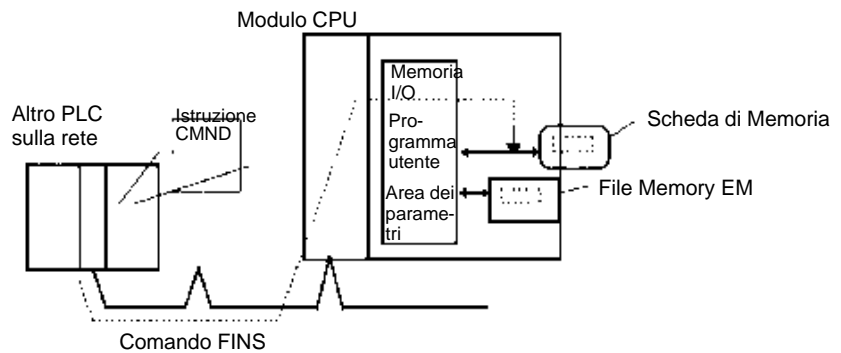 Modulo CPU
Altro PLC
sulla rete
Istruzione
CMND
Memoria
I/O
Pro-
gramma
utente
Area dei
parame-
tri
Scheda di Memoria
File Memory EM
Comando FINS